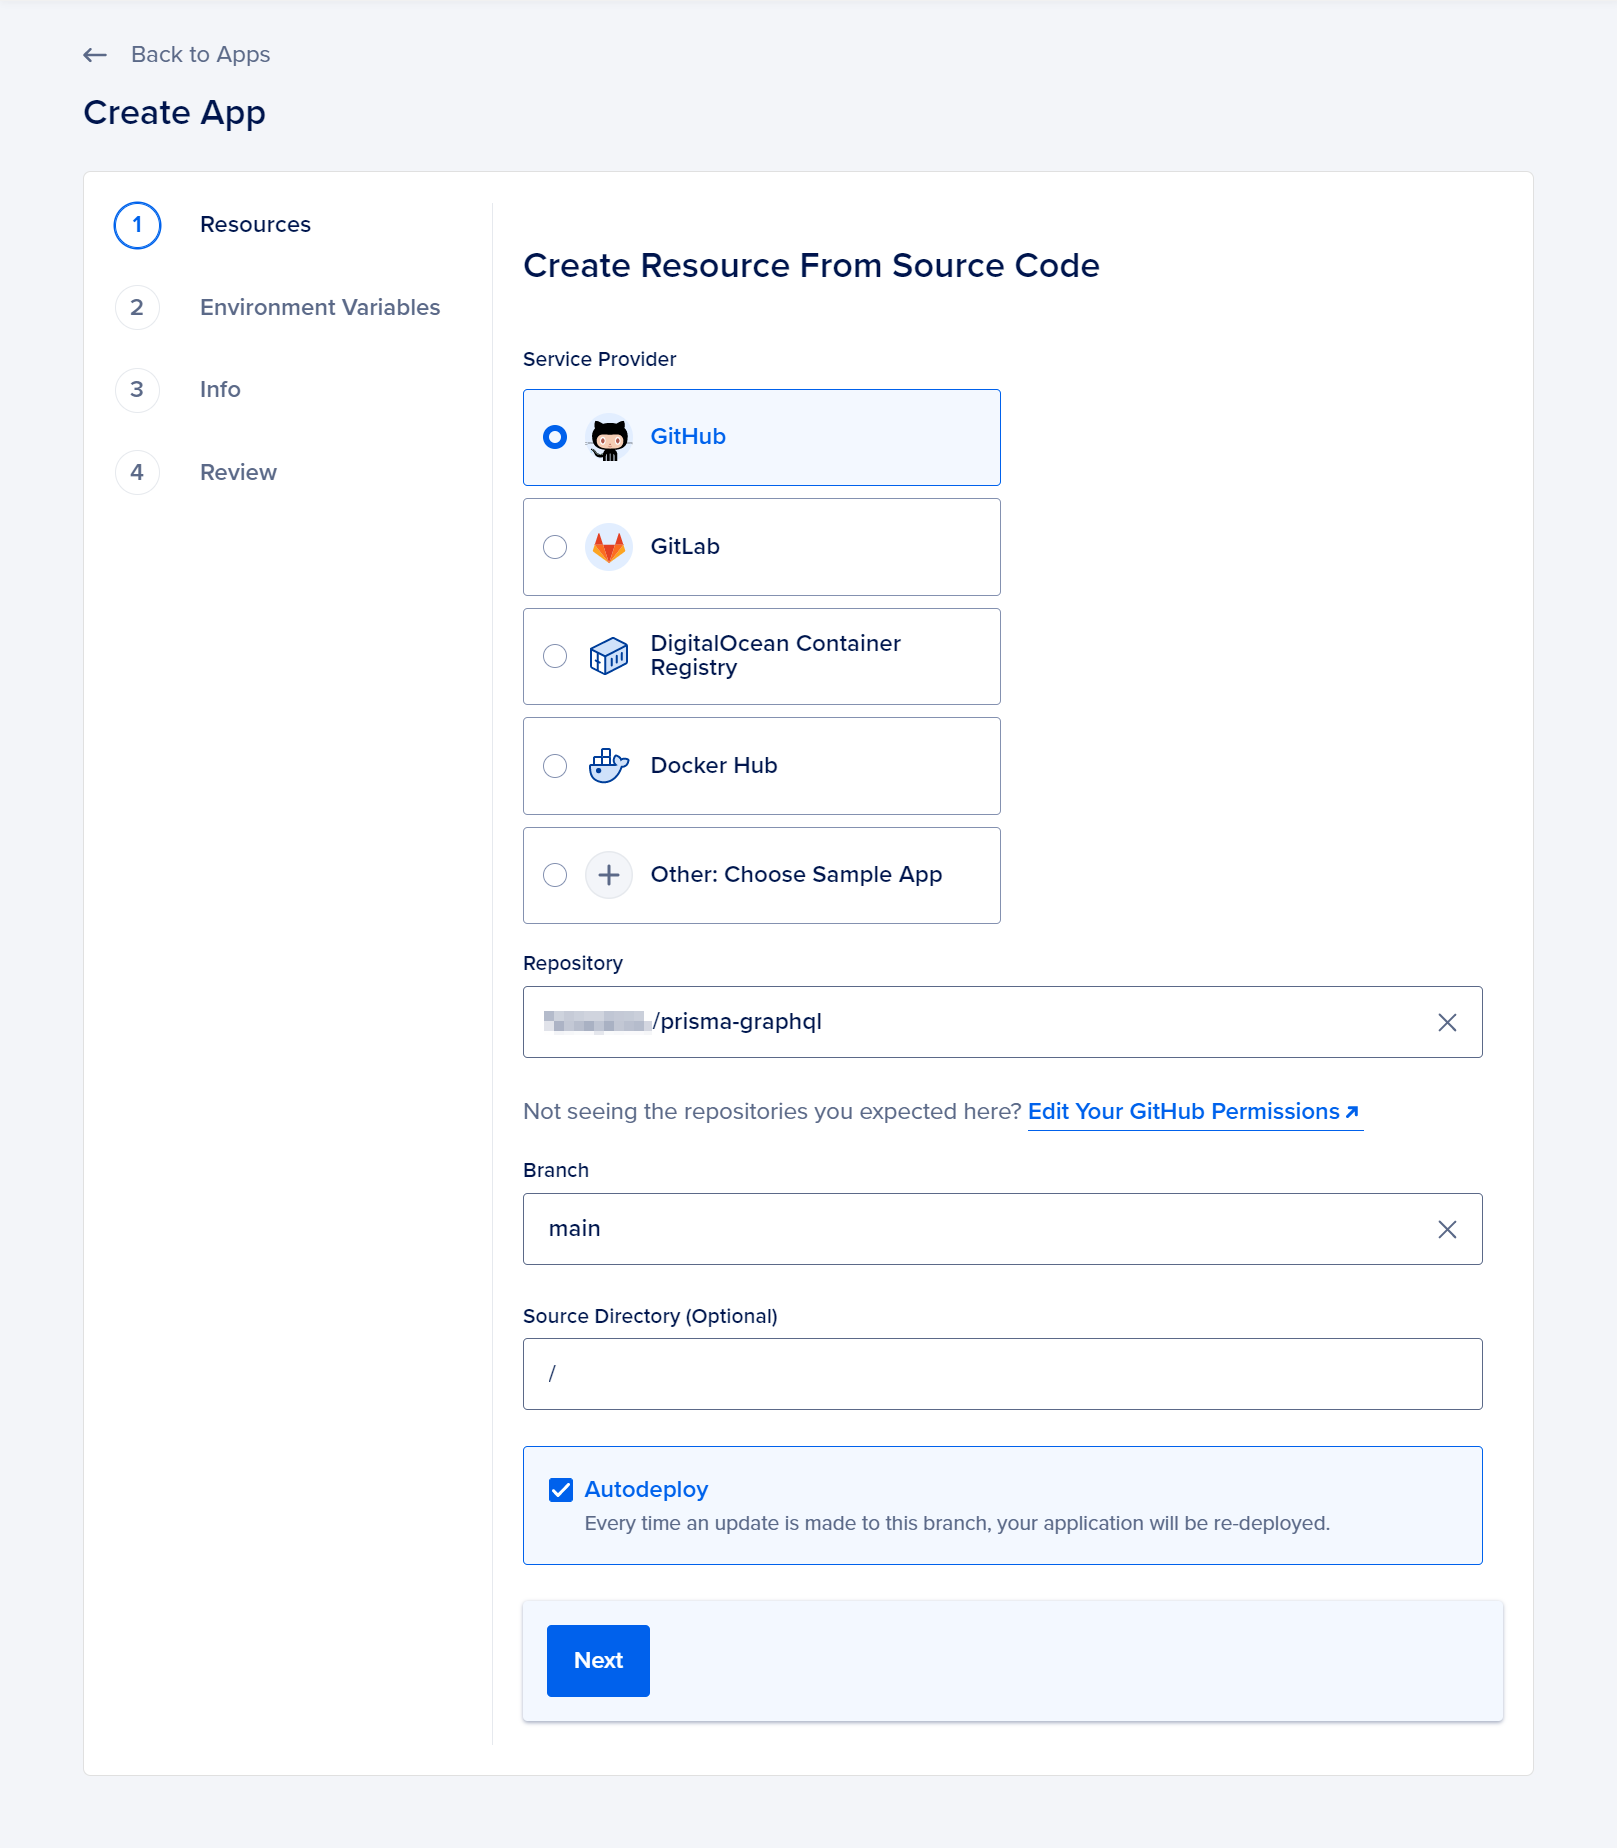 Back to Apps
Create App
1 Resources
2 Environment Variables
3 Info
4 Review
Create Resource From Source Code
Service Provider
GitHub
GitLab
DigitalOcean Container
Registry
Docker Hub
Other: Choose Sample App
Repository
/prisma-graphql
Not seeing the repositories you expected here? Edit Your GitHub Permissions
Branch
main
Source Directory (Optional)
/
Autodeploy
Every time an update is made to this branch, your application will be re-deployed.
Next